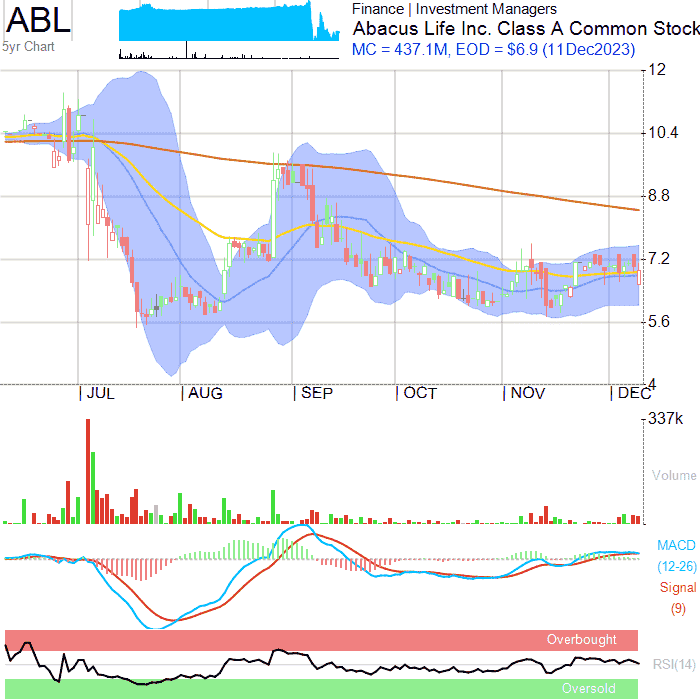 ABL
5yr Chart
Finance | Investment Managers
Abacus Life Inc. Class A Common Stock
MC = 437.1M, EOD = $6.9 (11Dec2023)
12
10.4
8.8
7.2
5.6
4
JUL AUG SEP OCT NOV DEC
337k
Volume
MACD
(12-26)
Signal
(9)
Overbought
RSI(14)
Oversold